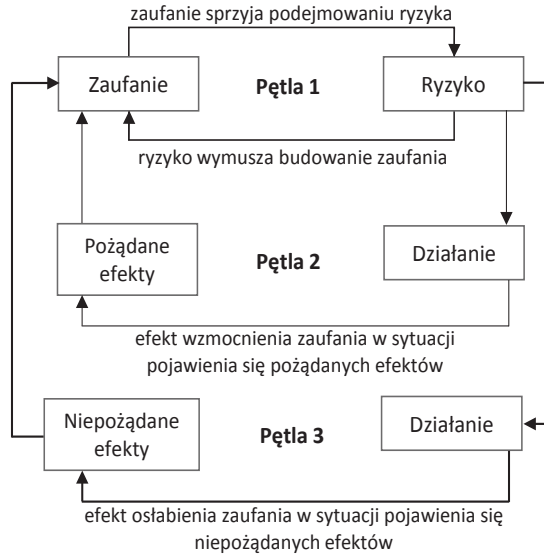 zaufanie sprzyja podejmowaniu ryzyka
Zaufanie
Pętla 1
Ryzyko
ryzyko wymusza budowanie zaufania
Pożądane
efekty
Pętla 2
Działanie
efekt wzmocnienia zaufania w sytuacji
pojawienia się pożądanych efektów
Niepożądane
efekty
Pętla 3
Działanie
efekt osłabienia zaufania w sytuacji pojawienia się
niepożądanych efektów